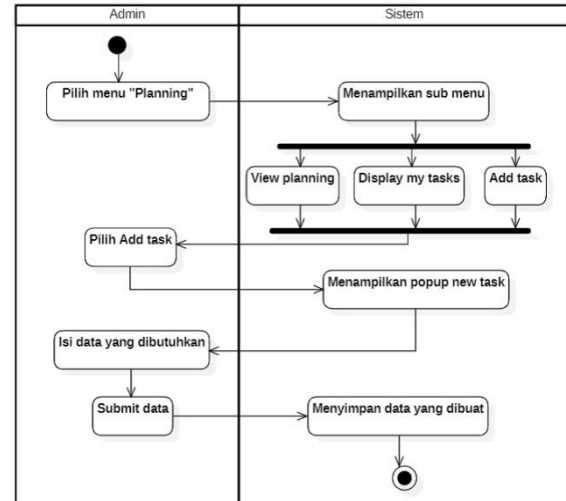 Admin
Sistem
Pilih menu "Planning"
Menampilkan sub menu
View planning
Display my tasks
Add task
Pilih Add task
Menampilkan popup new task
Isi data yang dibutuhkan
Submit data
Menyimpan data yang dibuat